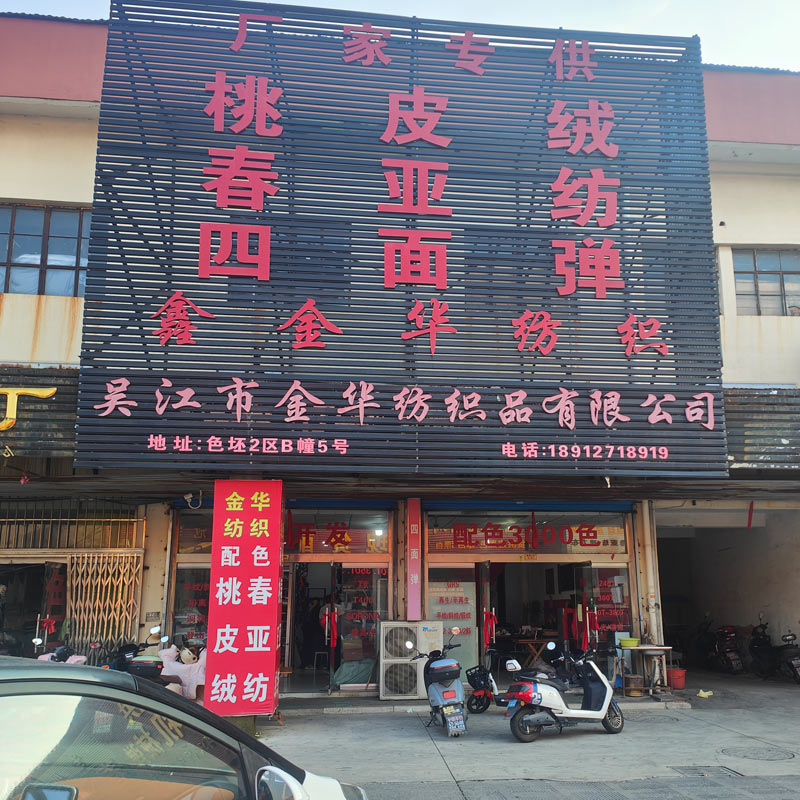 厂家专供
桃皮绒
春亚纺
四面弹
鑫金华纺织
吴江市金华纺织品有限公司
地址:色坯2区B幢5号
电话:18912718919
金华
纺织
配色
桃春
皮亚
绒纺
四面弹
配色3000色